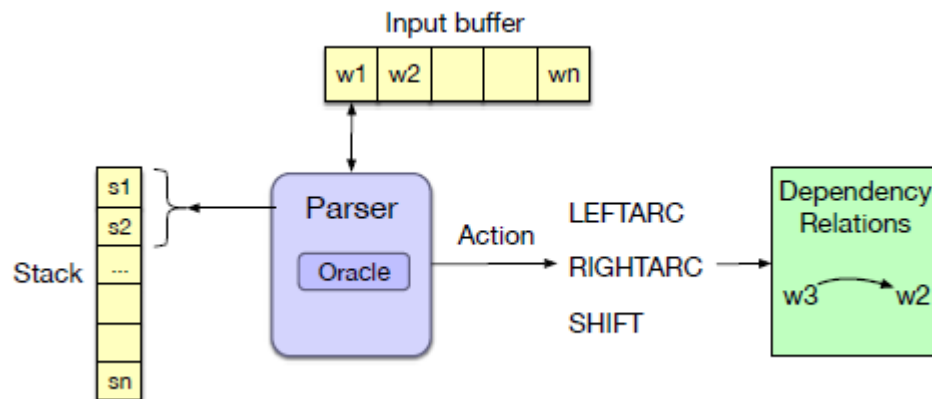 Input buffer
w1 w2 wn
s1
s2
...
sn
Stack
Parser
Oracle
Action
LEFTARC
RIGHTARC
SHIFT
Dependency
Relations
w3 w2